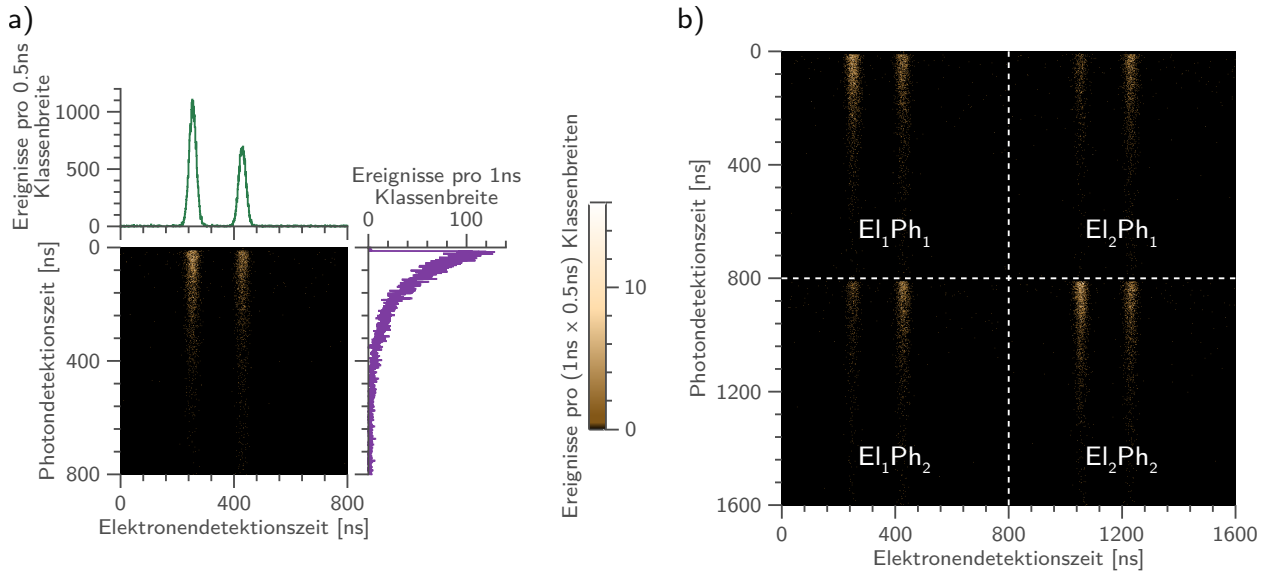 a)
Ereignisse pro 0.5ns
Klassenbreite
1000
500
0
Ereignisse pro 1ns
Klassenbreite
0 100
Photondetektionszeit [ns]
0
400
800
0 400 800
Elektronendetektionszeit [ns]
Ereignisse pro (1ns x 0.5ns) Klassenbreiten
10
0
b)
Photondetektionszeit [ns]
0
400
800
1200
1600
El₁Ph₁ El₂Ph₁
El₁Ph₂ El₂Ph₂
0 400 800 1200 1600
Elektronendetektionszeit [ns]